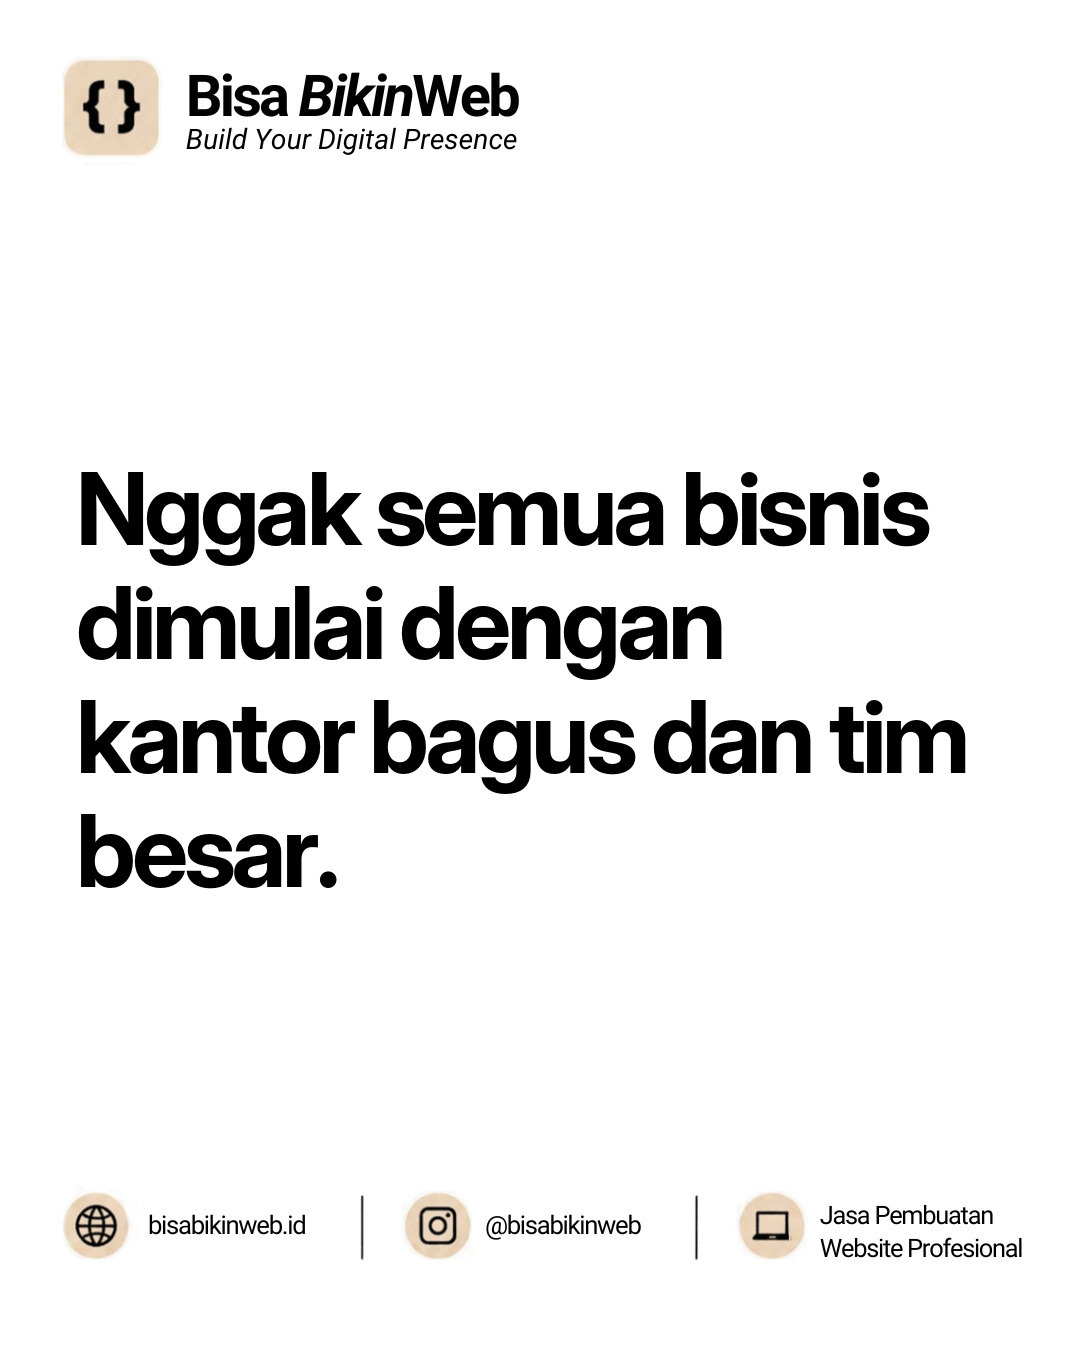 { }
Bisa BikinWeb
Build Your Digital Presence
Nggak semua bisnis
dimulai dengan
kantor bagus dan tim
besar.
bisabikinweb.id
@bisabikinweb
Jasa Pembuatan
Website Profesional